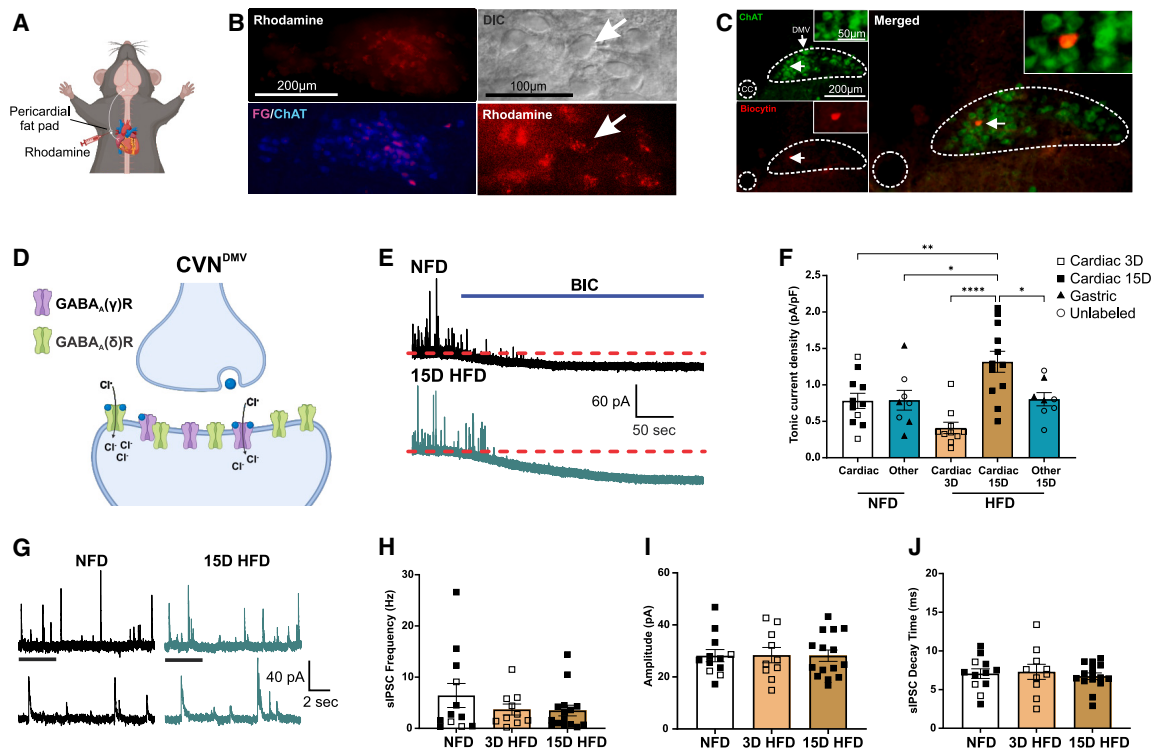 A
Pericardial
fat pad
Rhodamine
B
Rhodamine
200µm
DIC
100µm
FG/ChAT
Rhodamine
C
ChAT
DMV
50µm
CC
200µm
Biocytin
Merged
D
CVN^DMV
GABA_A(γ)R
GABA_A(δ)R
Cl-
Cl-
Cl-
Cl-
Cl-
Cl-
Cl-
E
NFD
BIC
15D HFD
60 pA
50 sec
F
**
*
****
*
Cardiac 3D
Cardiac 15D
Gastric
Unlabeled
Tonic current density (pA/pF)
2.5
2.0
1.5
1.0
0.5
0.0
Cardiac
Other
Cardiac
3D
Cardiac
15D
Other
15D
NFD
HFD
G
NFD
15D HFD
40 pA
2 sec
H
sIPSC Frequency (Hz)
30
20
10
0
NFD
3D HFD
15D HFD
I
Amplitude (pA)
60
40
20
0
NFD
3D HFD
15D HFD
J
sIPSC Decay Time (ms)
20
15
10
5
0
NFD
3D HFD
15D HFD